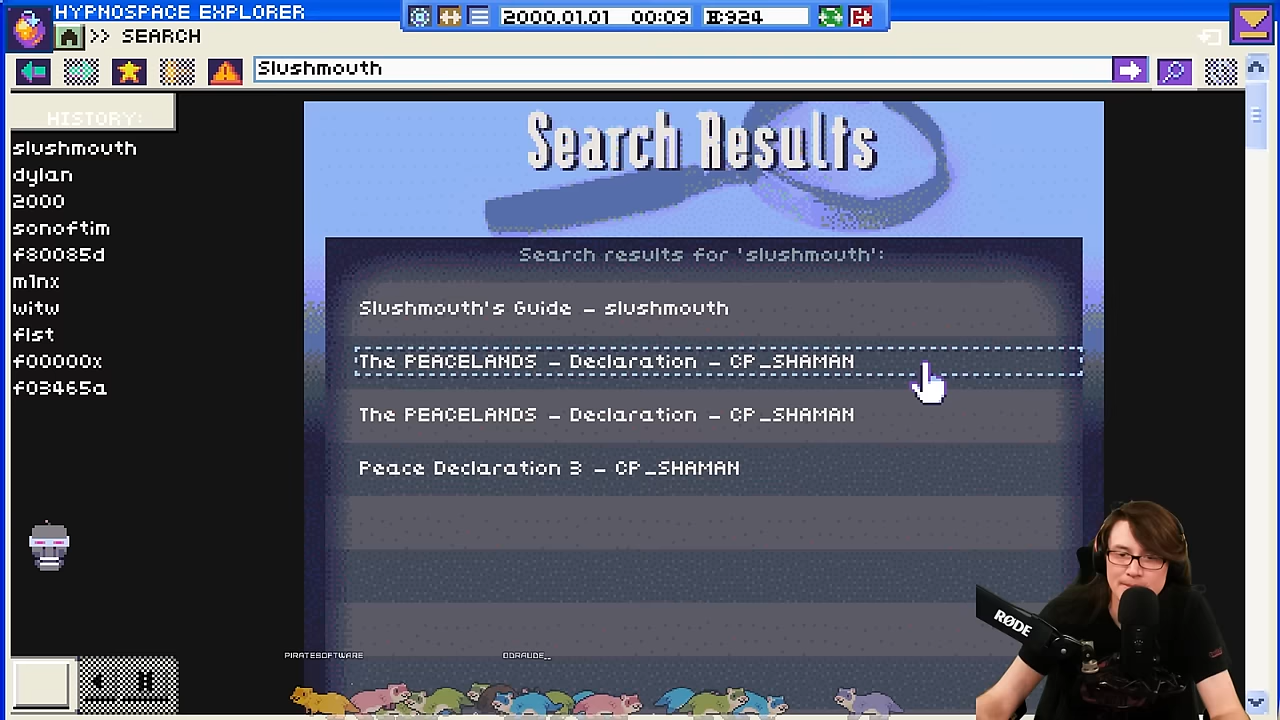 HYPNOSPACE EXPLORER
2000.01.01 00:09
924
>> SEARCH
Slushmouth
HISTORY:
slushmouth
dylan
2000
sonoftim
f80085d
m1nx
witw
flst
f00000x
f03465a
Search Results
Search results for 'slushmouth':
Slushmouth's Guide - slushmouth
The PEACELANDS - Declaration - CP_SHAMAN
The PEACELANDS - Declaration - CP_SHAMAN
Peace Declaration 3 - CP_SHAMAN
RØDE
PIRATESOFTWARE